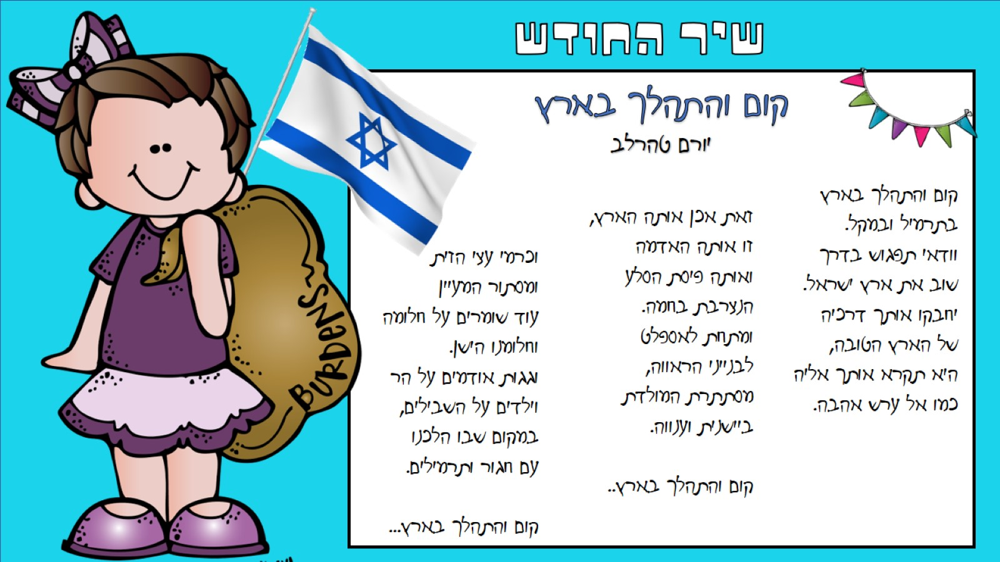 שיר החודש
קום והתהלך בארץ
יורם טהרלב
קום והתהלך בארץ
בתרמיל ובמקל.
וודאי תפגוש בדרך
שוב את ארץ ישראל.
יחבקו אותך דרכיה
של הארץ הטובה,
היא תקרא אותך אליה
כמו אל ערש אהבה.
זאת אכן אותה הארץ,
זו אותה האדמה
ואותה פיסת הסלע
הנצרבת בחמה.
ומתחת לאספלט
לבנייני הראווה,
מסתתרת המולדת
ביישנית וענווה.
קום והתהלך בארץ..
וכרמי עצי הזית
ומסתור המעיין
עוד שומרים על חלומה
וחלומנו הישן.
וגגות אודמים על הר
וילדים על השבילים,
במקום שבו הלכנו
עם חגור ותרמילים.
קום והתהלך בארץ...
BURDENS